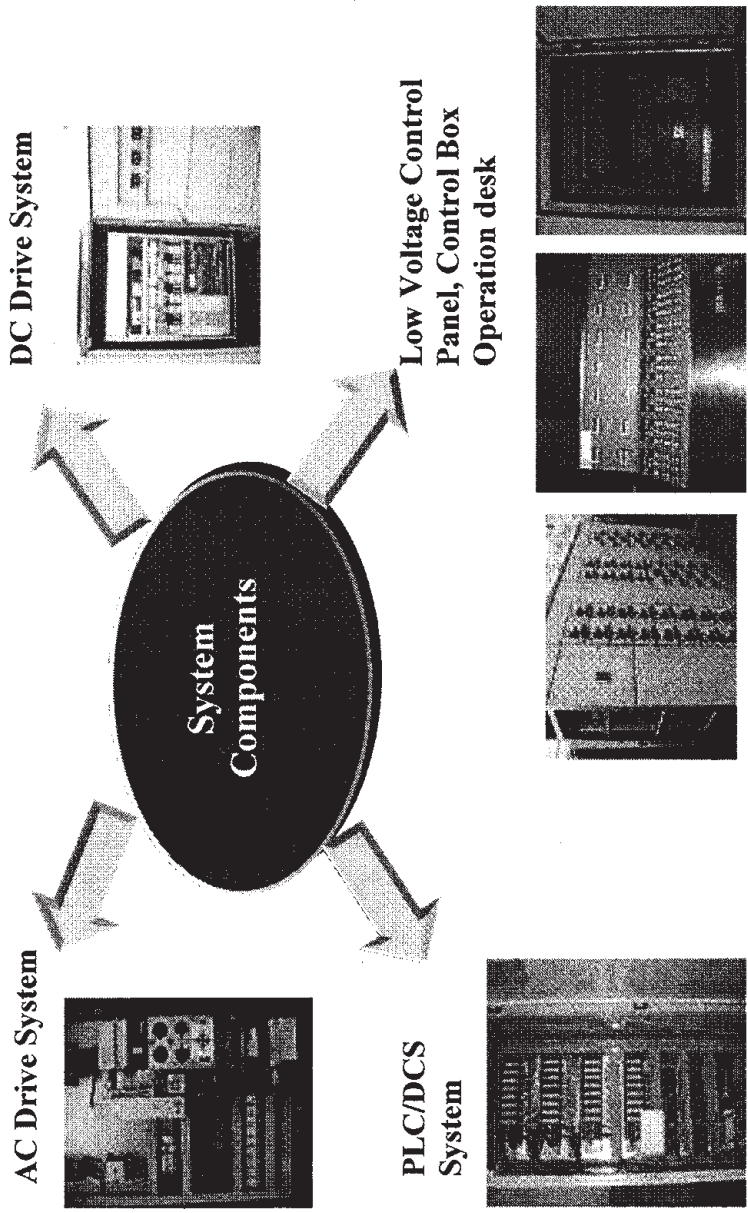 AC Drive System
DC Drive System
System
Components
PLC/DCS
System
Low Voltage Control
Panel, Control Box
Operation desk